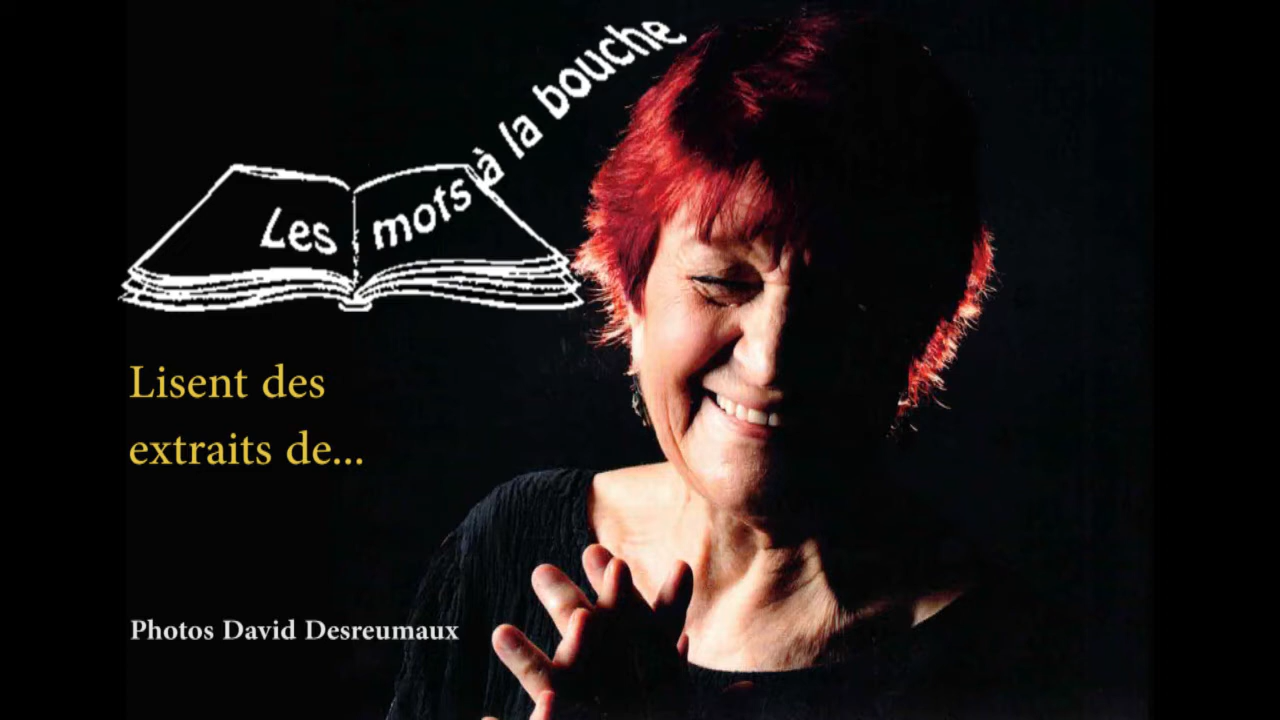 Les mots à la bouche
Lisent des
extraits de...
Photos David Desreumaux